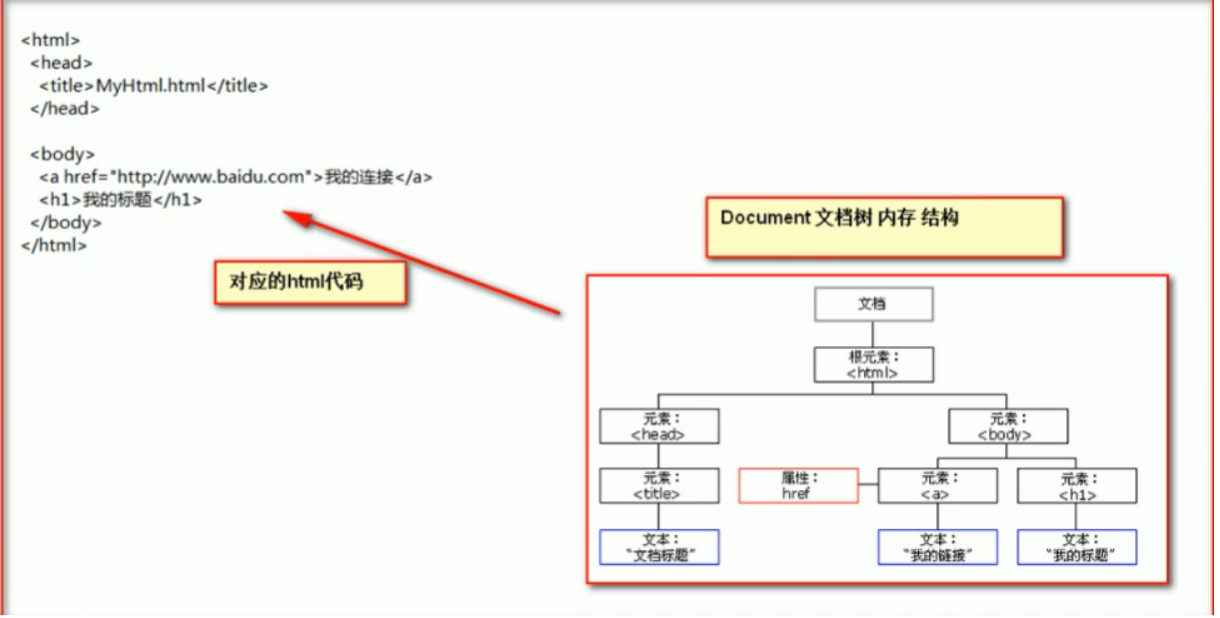 <html>
<head>
<title>MyHtml.html</title>
</head>
<body>
<a href="http://www.baidu.com">我的连接</a>
<h1>我的标题</h1>
</body>
</html>
对应的html代码
Document 文档树 内存 结构
文档
根元素：
<html>
元素：
<head>
元素：
<body>
元素：
<title>
属性：
href
元素：
<a>
元素：
<h1>
文本：
“文档标题”
文本：
“我的链接”
文本：
“我的标题”